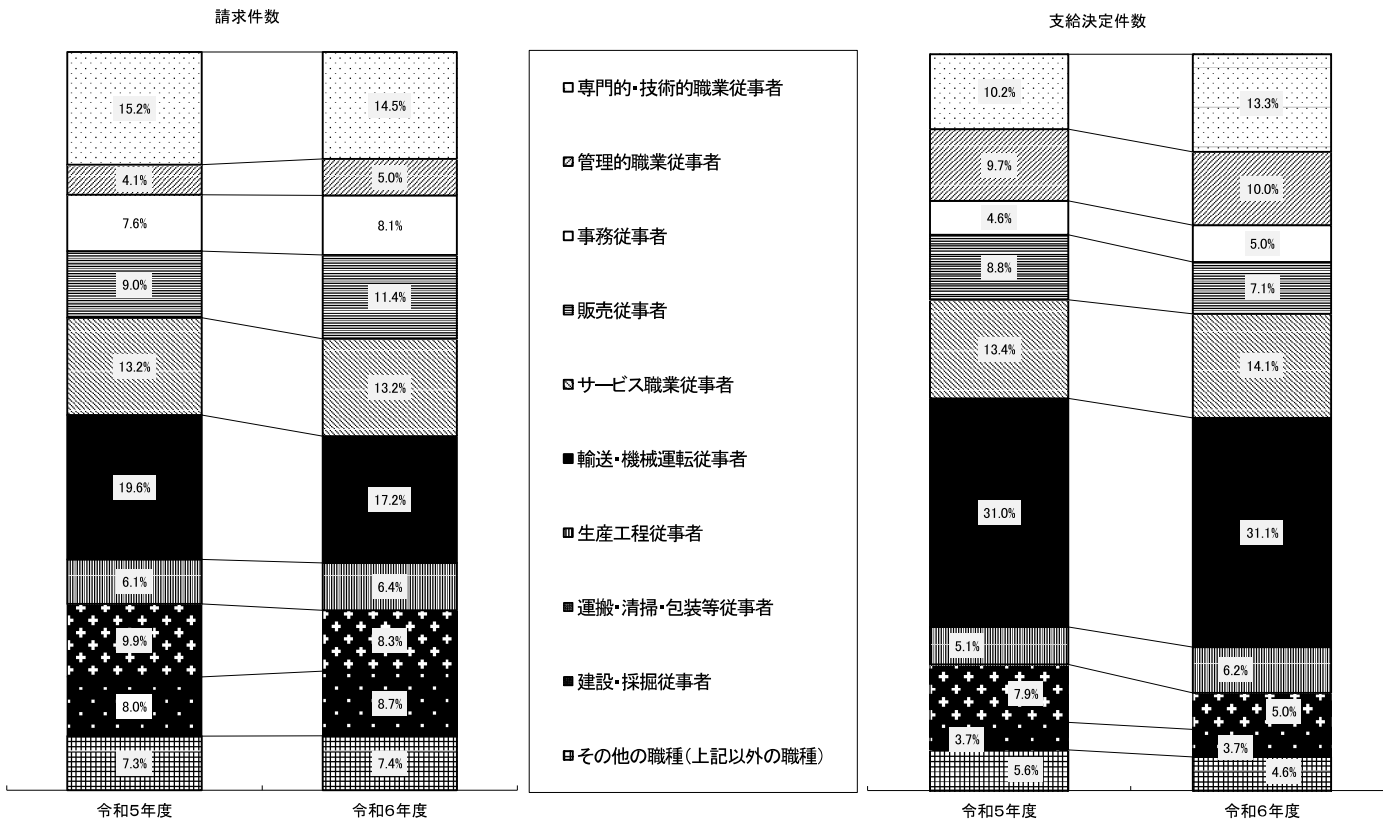 請求件数
15.2%
4.1%
7.6%
9.0%
13.2%
19.6%
6.1%
9.9%
8.0%
7.3%
令和5年度
14.5%
5.0%
8.1%
11.4%
13.2%
17.2%
6.4%
8.3%
8.7%
7.4%
令和6年度
専門的・技術的職業従事者
管理的職業従事者
事務従事者
販売従事者
サービス職業従事者
輸送・機械運転従事者
生産工程従事者
運搬・清掃・包装等従事者
建設・採掘従事者
その他の職種(上記以外の職種)
支給決定件数
10.2%
9.7%
4.6%
8.8%
13.4%
31.0%
5.1%
7.9%
3.7%
5.6%
令和5年度
13.3%
10.0%
5.0%
7.1%
14.1%
31.1%
6.2%
5.0%
3.7%
4.6%
令和6年度